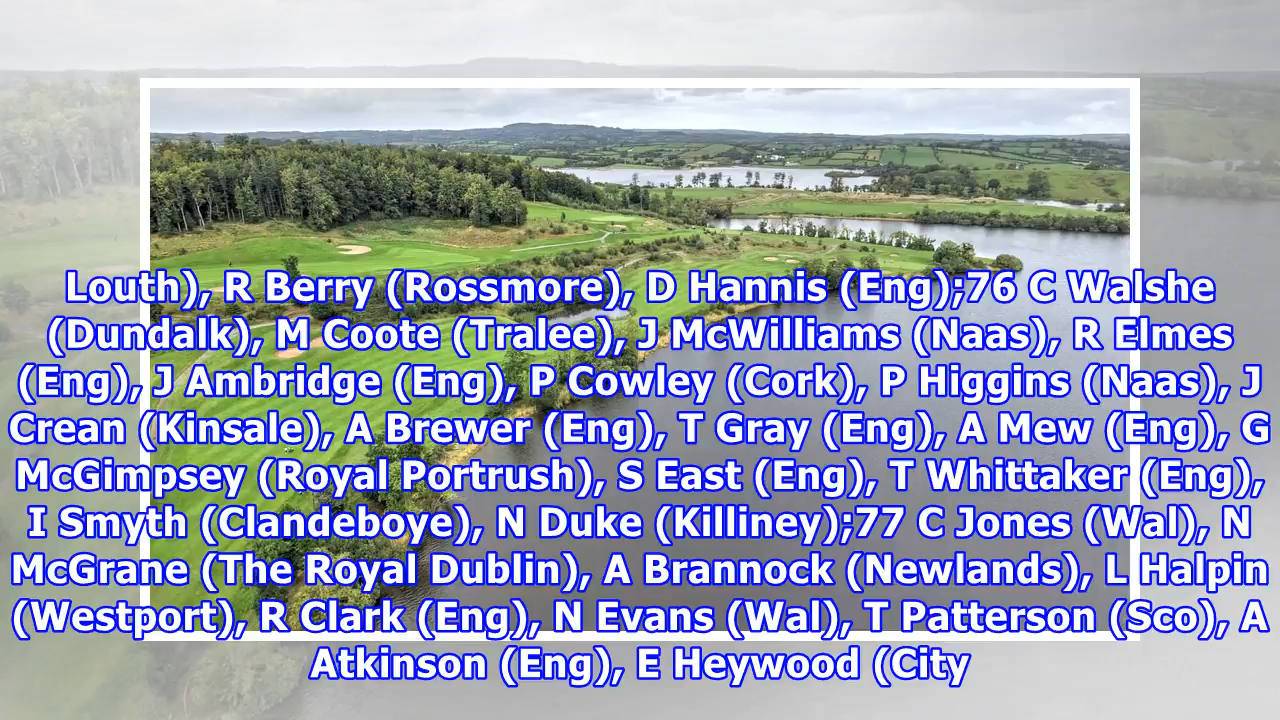 Louth), R Berry (Rossmore), D Hannis (Eng);76 C Walshe
(Dundalk), M Coote (Tralee), J McWilliams (Naas), R Elmes
(Eng), J Ambridge (Eng), P Cowley (Cork), P Higgins (Naas), J
Crean (Kinsale), A Brewer (Eng), T Gray (Eng), A Mew (Eng), G
McGimpsey (Royal Portrush), S East (Eng), T Whittaker (Eng),
I Smyth (Clandeboye), N Duke (Killiney);77 C Jones (Wal), N
McGrane (The Royal Dublin), A Brannock (Newlands), L Halpin
(Westport), R Clark (Eng), N Evans (Wal), T Patterson (Sco), A
Atkinson (Eng), E Heywood (City